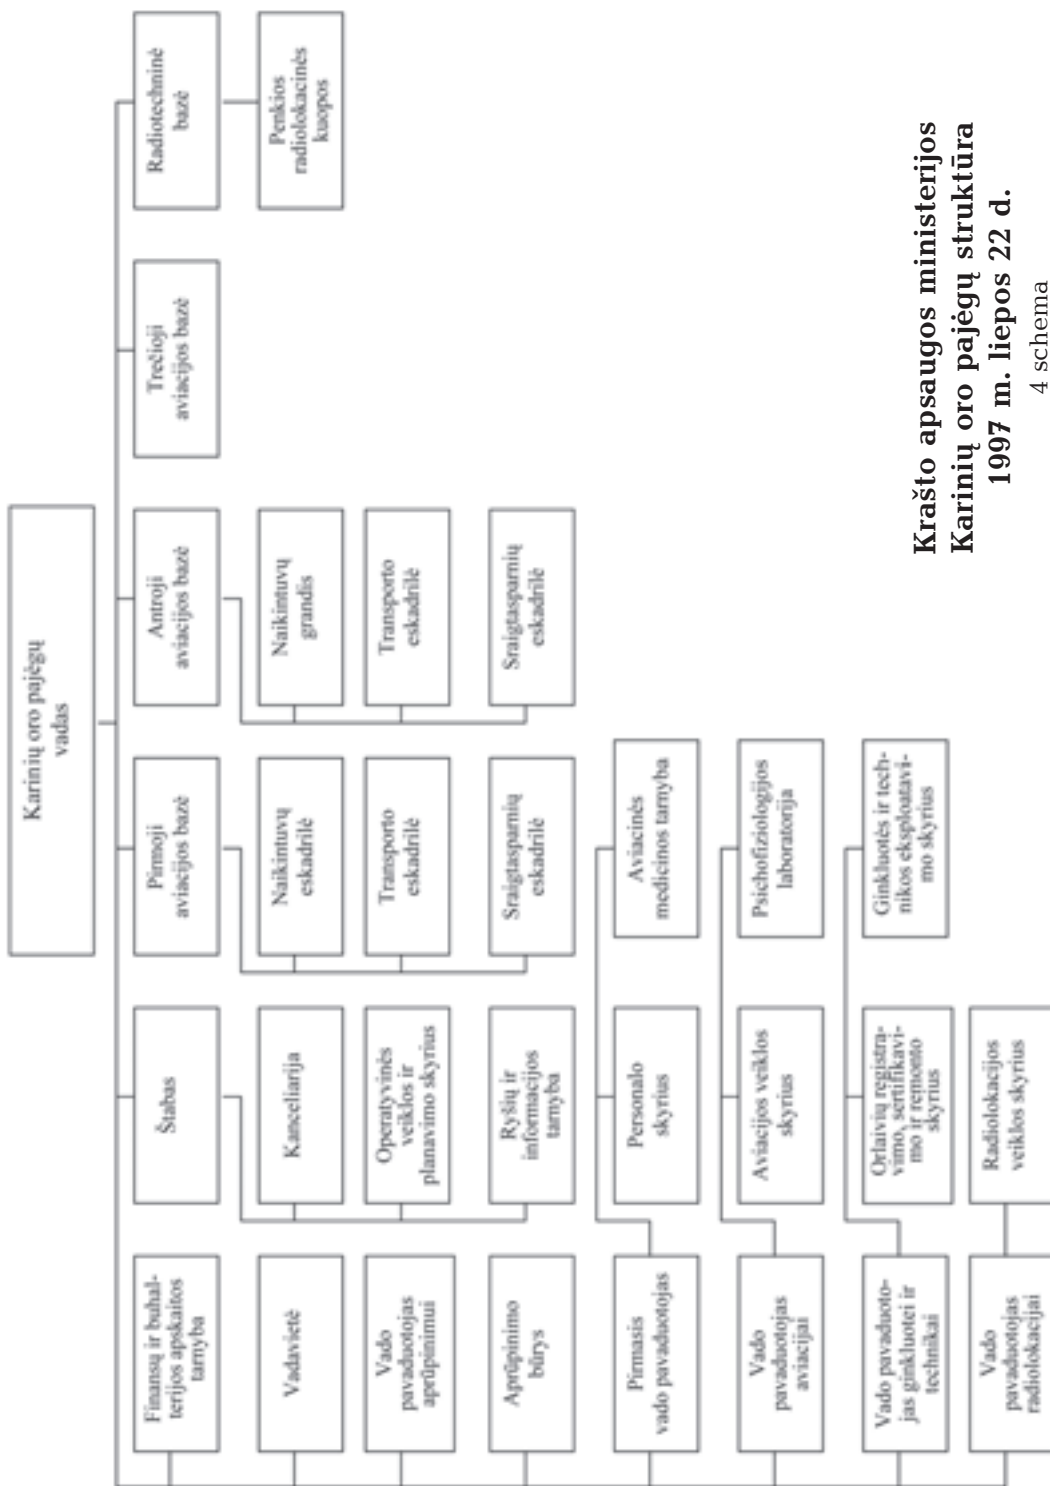 Karinių oro pajėgų
vadas
Finansų ir buhal-
terijos apskaitos
tarnyba
Štabas
Pirmoji
aviacijos bazė
Antroji
aviacijos bazė
Trečioji
aviacijos bazė
Radiotechninė
bazė
Vadavietė
Kanceliarija
Naikintuvų
eskadrilė
Naikintuvų
grandis
Penkios
radiolokacinės
kuopos
Vado
pavaduotojas
aprūpinimui
Operatyvinės
veiklos ir
planavimo skyrius
Transporto
eskadrilė
Transporto
eskadrilė
Aprūpinimo
būrys
Ryšių ir
informacijos
tarnyba
Sraigtasparnių
eskadrilė
Sraigtasparnių
eskadrilė
Pirmasis
vado pavaduotojas
Personalo
skyrius
Aviacinės
medicinos tarnyba
Vado
pavaduotojas
aviacijai
Aviacijos veiklos
skyrius
Psichofiziologijos
laboratorija
Vado pavaduoto-
jas ginkluotei ir
technikai
Orlaivių registra-
vimo, sertifikavi-
mo ir remonto
skyrius
Ginkluotės ir tech-
nikos eksploatavi-
mo skyrius
Vado
pavaduotojas
radiolokacijai
Radiolokacijos
veiklos skyrius
Krašto apsaugos ministerijos
Karinių oro pajėgų struktūra
1997 m. liepos 22 d.
4 schema